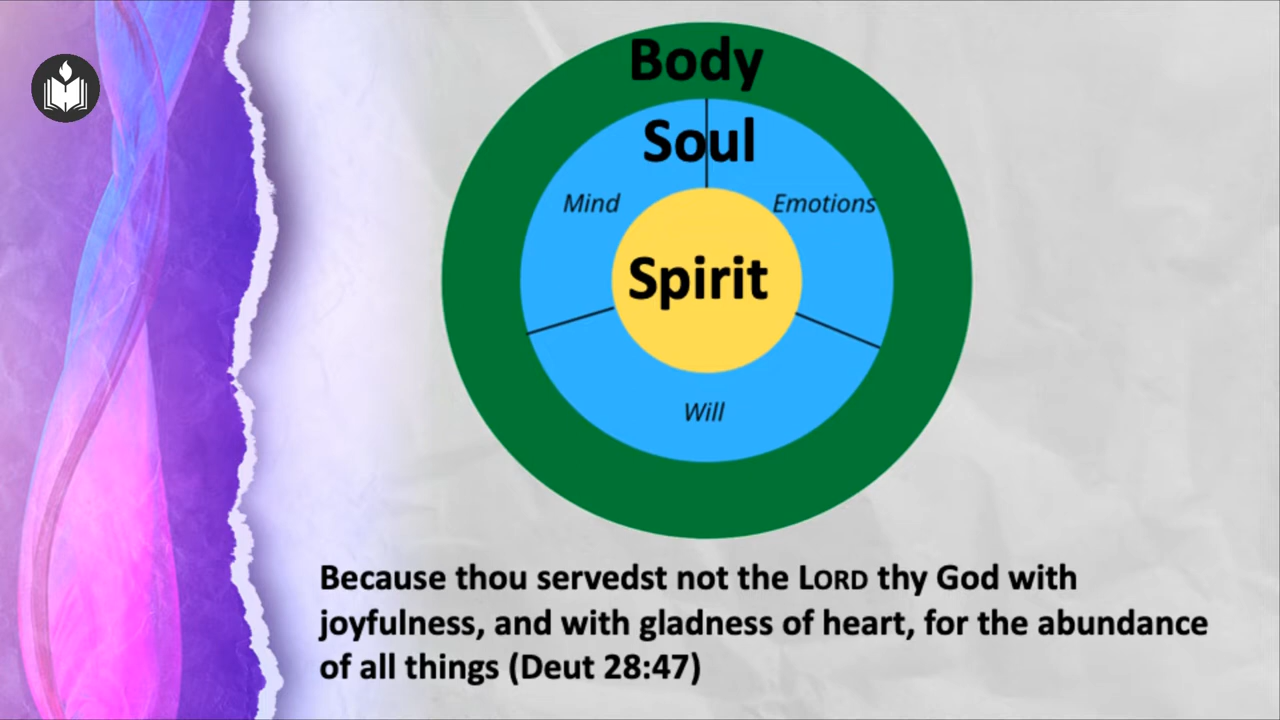 Body
Soul
Mind
Emotions
Spirit
Will
Because thou servedst not the LORD thy God with
joyfulness, and with gladness of heart, for the abundance
of all things (Deut 28:47)